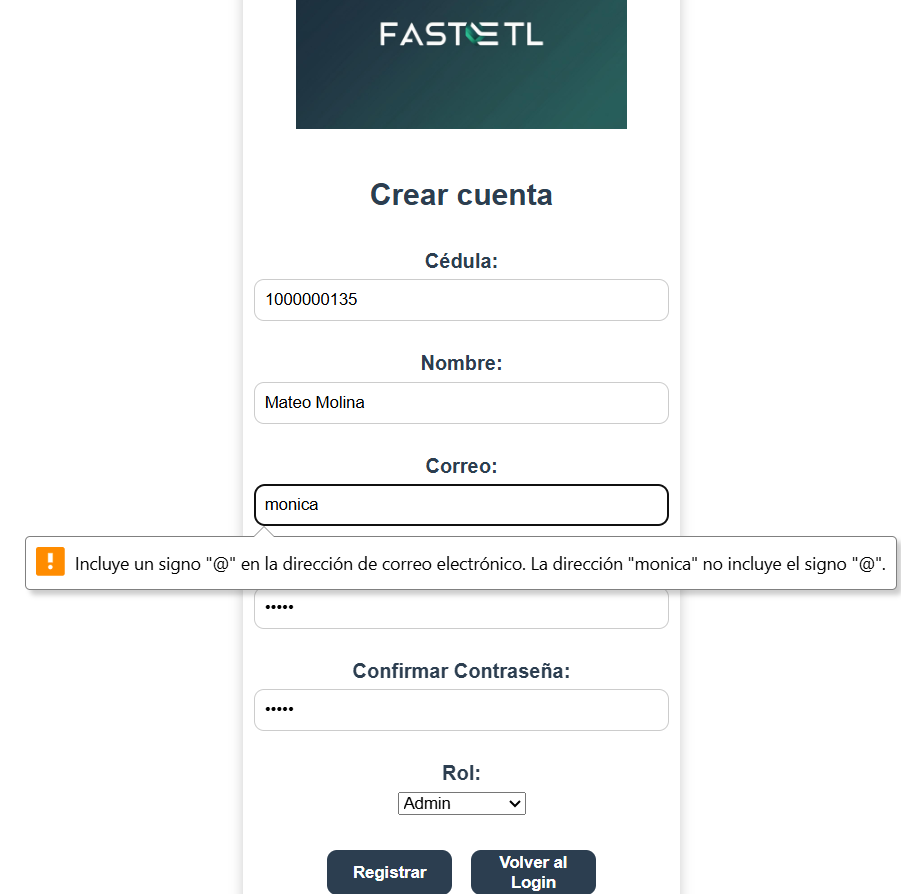 FASTETL
Crear cuenta
Cédula:
1000000135
Nombre:
Mateo Molina
Correo:
monica
Incluye un signo "@" en la dirección de correo electrónico. La dirección "monica" no incluye el signo "@".
•••••
Confirmar Contraseña:
•••••
Rol:
Admin
Registrar
Volver al
Login